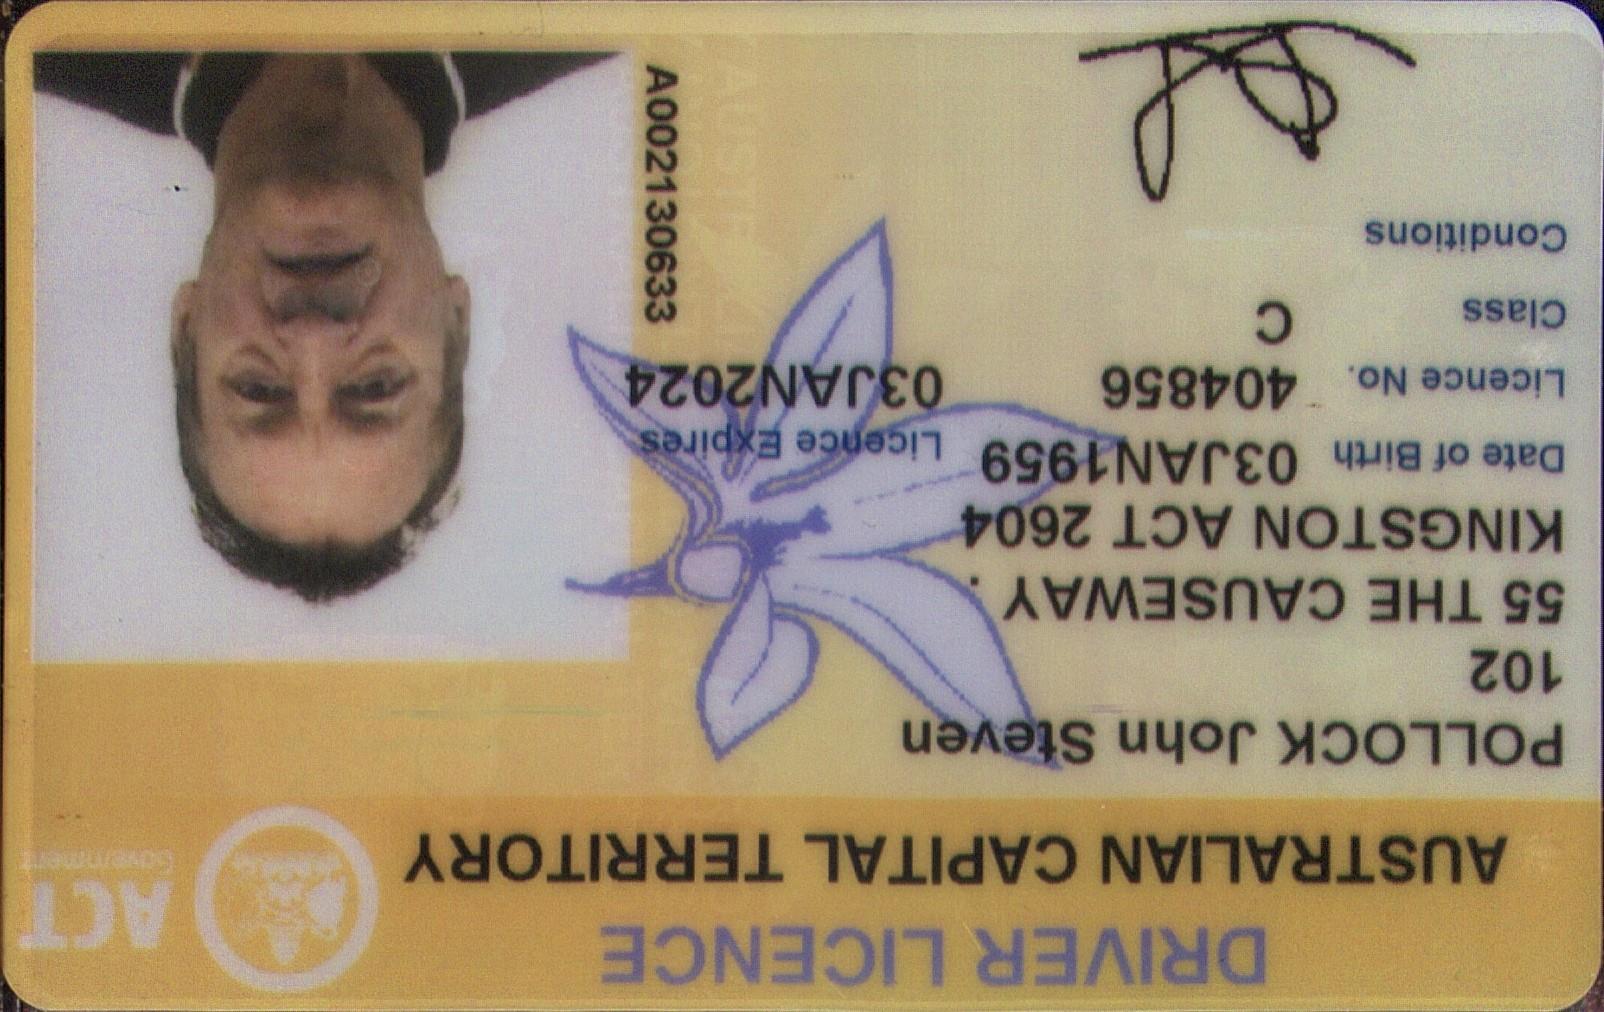 DRIVER LICENCE
AUSTRALIAN CAPITAL TERRITORY
ACT
Government
POLLOCK John Steven
102
55 THE CAUSEWAY .
KINGSTON ACT 2604
Date of Birth 03JAN1959
Licence Expires
Licence No. 404856
03JAN2024
Class C
Conditions
A002130633